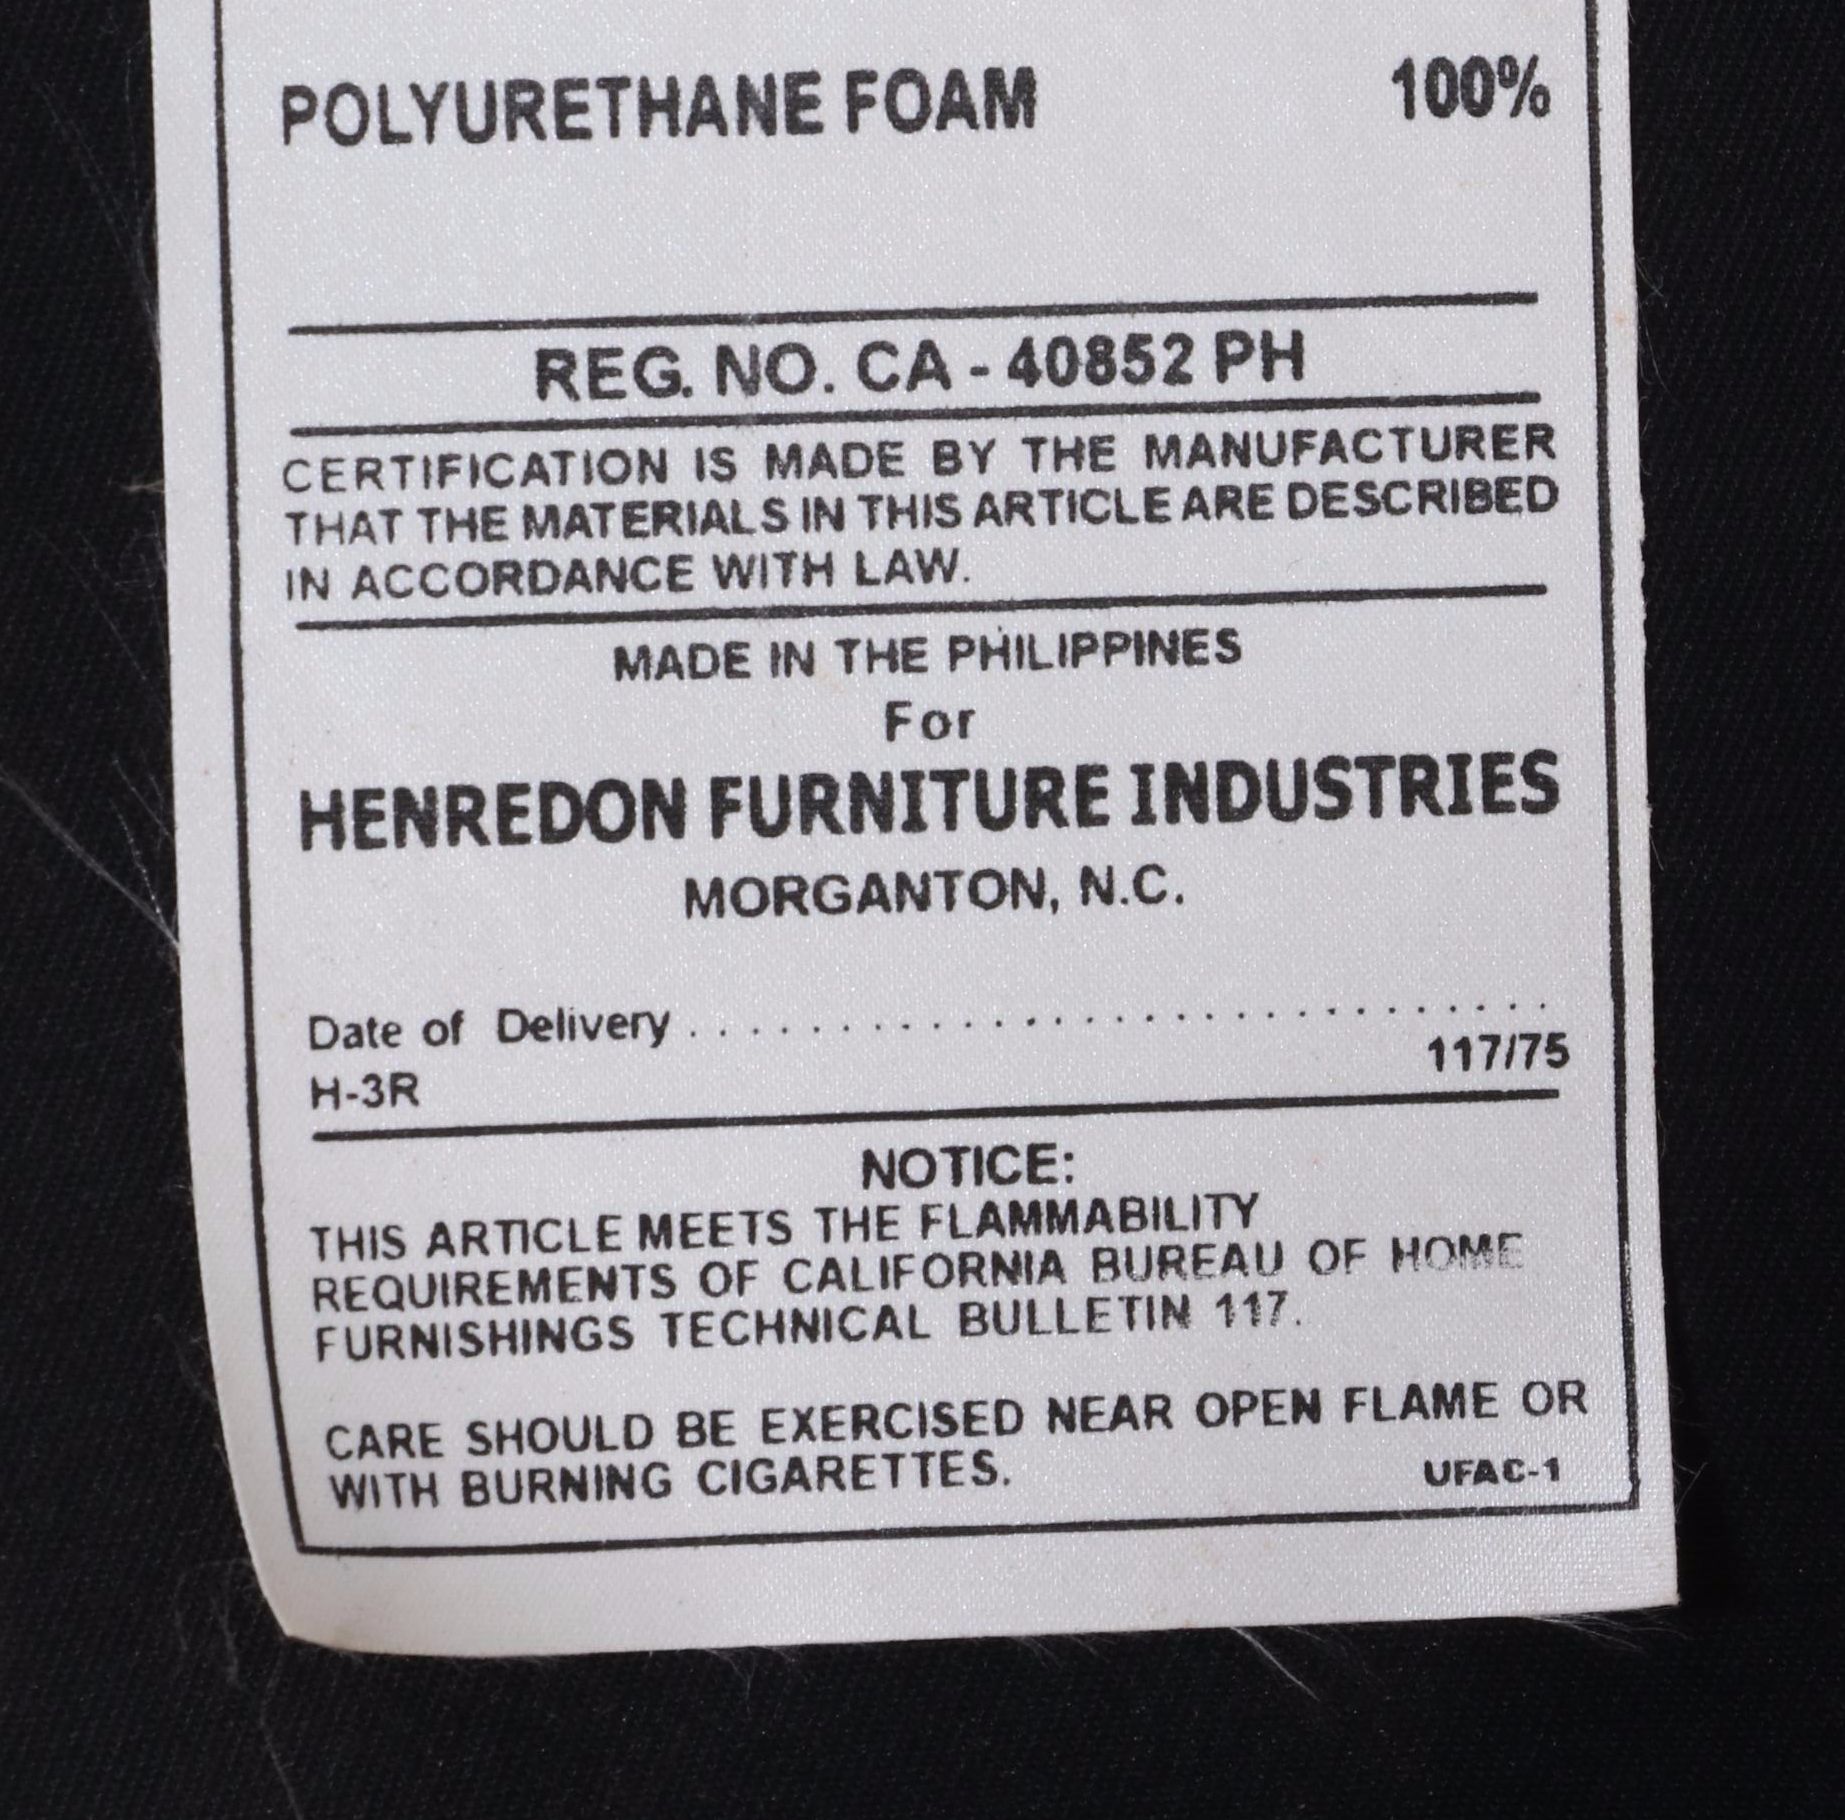 POLYURETHANE FOAM 100%
REG. NO. CA - 40852 PH
CERTIFICATION IS MADE BY THE MANUFACTURER
THAT THE MATERIALS IN THIS ARTICLE ARE DESCRIBED
IN ACCORDANCE WITH LAW.
MADE IN THE PHILIPPINES
For
HENREDON FURNITURE INDUSTRIES
MORGANTON, N.C.
Date of Delivery . . . . . . . . . . . . . . . . . . . . . . . . . . . .
117/75
H-3R
NOTICE:
THIS ARTICLE MEETS THE FLAMMABILITY
REQUIREMENTS OF CALIFORNIA BUREAU OF HOME
FURNISHINGS TECHNICAL BULLETIN 117.
CARE SHOULD BE EXERCISED NEAR OPEN FLAME OR
WITH BURNING CIGARETTES.
UFAC-1